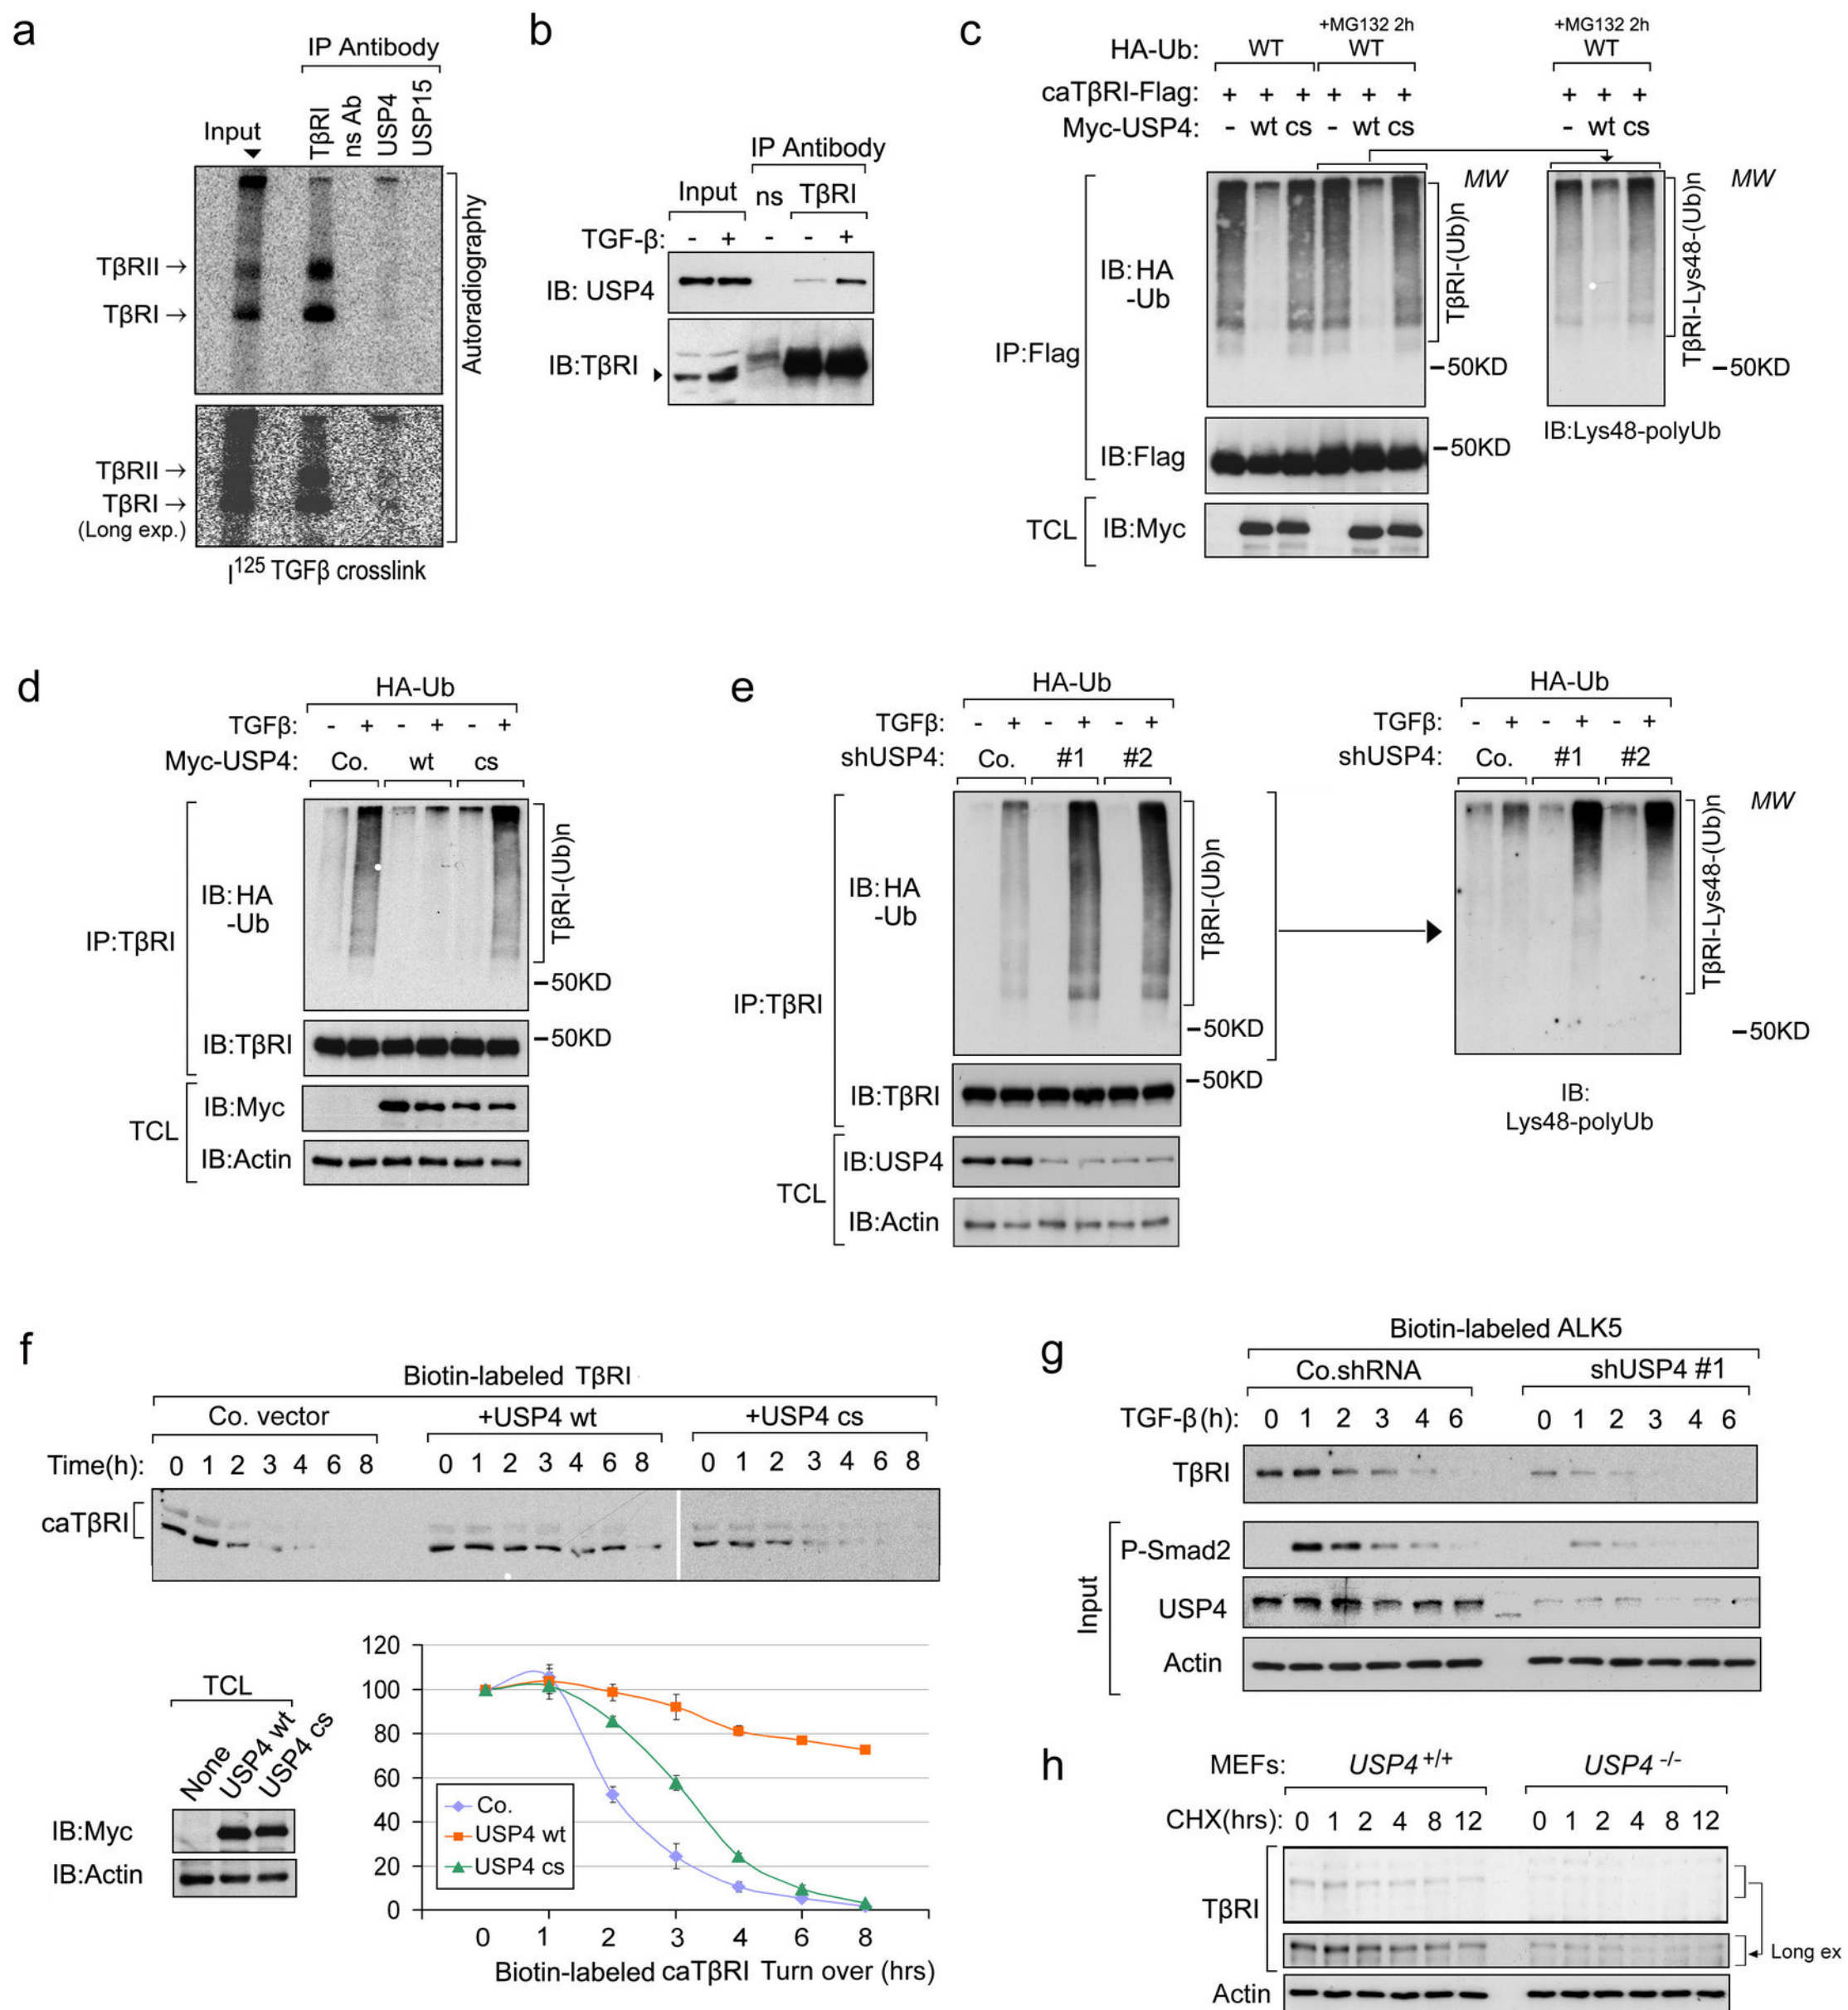 a
IP Antibody
Input
TβRI
ns Ab
USP4
USP15
TβRII →
TβRI →
TβRII →
TβRI →
(Long exp.)
Autoradiography
I125 TGFβ crosslink
b
IP Antibody
Input ns TβRI
TGF-β: - + - - +
IB: USP4
IB:TβRI
c
+MG132 2h +MG132 2h
HA-Ub: WT WT WT
caTβRI-Flag: + + + + + + + + +
Myc-USP4: - wt cs - wt cs - wt cs
MW MW
IB:HA
-Ub
TβRI-(Ub)n
TβRI-Lys48-(Ub)n
IP:Flag
-50KD -50KD
IB:Lys48-polyUb
IB:Flag -50KD
TCL IB:Myc
d
HA-Ub
TGFβ: - + - + - +
Myc-USP4: Co. wt cs
IB:HA
-Ub
TβRI-(Ub)n
IP:TβRI
-50KD
IB:TβRI -50KD
TCL
IB:Myc
IB:Actin
e
HA-Ub HA-Ub
TGFβ: - + - + - + TGFβ: - + - + - +
shUSP4: Co. #1 #2 shUSP4: Co. #1 #2
MW
IB:HA
-Ub
TβRI-(Ub)n
TβRI-Lys48-(Ub)n
IP:TβRI
-50KD -50KD
IB:TβRI -50KD
IB:
Lys48-polyUb
TCL
IB:USP4
IB:Actin
f
Biotin-labeled TβRI
Co. vector +USP4 wt +USP4 cs
Time(h): 0 1 2 3 4 6 8 0 1 2 3 4 6 8 0 1 2 3 4 6 8
caTβRI
TCL
None
USP4 wt
USP4 cs
IB:Myc
IB:Actin
120
100
80
60
40
20
0
Co.
USP4 wt
USP4 cs
0 1 2 3 4 6 8
Biotin-labeled caTβRI Turn over (hrs)
g
Biotin-labeled ALK5
Co.shRNA shUSP4 #1
TGF-β(h): 0 1 2 3 4 6 0 1 2 3 4 6
TβRI
Input
P-Smad2
USP4
Actin
h
MEFs: USP4 +/+ USP4 -/-
CHX(hrs): 0 1 2 4 8 12 0 1 2 4 8 12
TβRI
Long ex
Actin